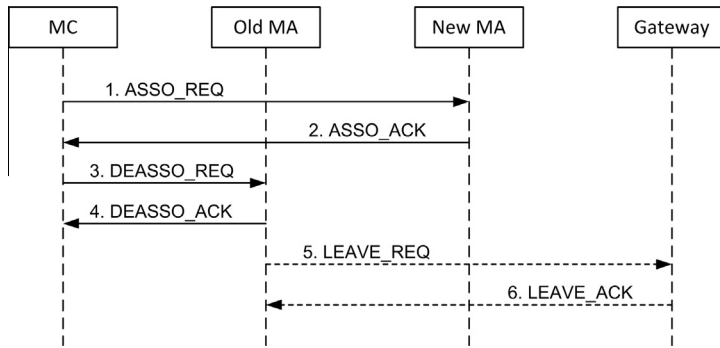 MC Old MA New MA Gateway
1. ASSO_REQ
2. ASSO_ACK
3. DEASSO_REQ
4. DEASSO_ACK
5. LEAVE_REQ
6. LEAVE_ACK